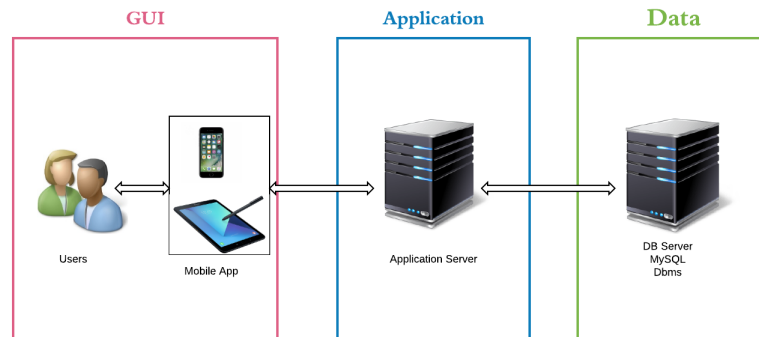 GUI
Application
Data
Users
Mobile App
Application Server
DB Server
MySQL
Dbms